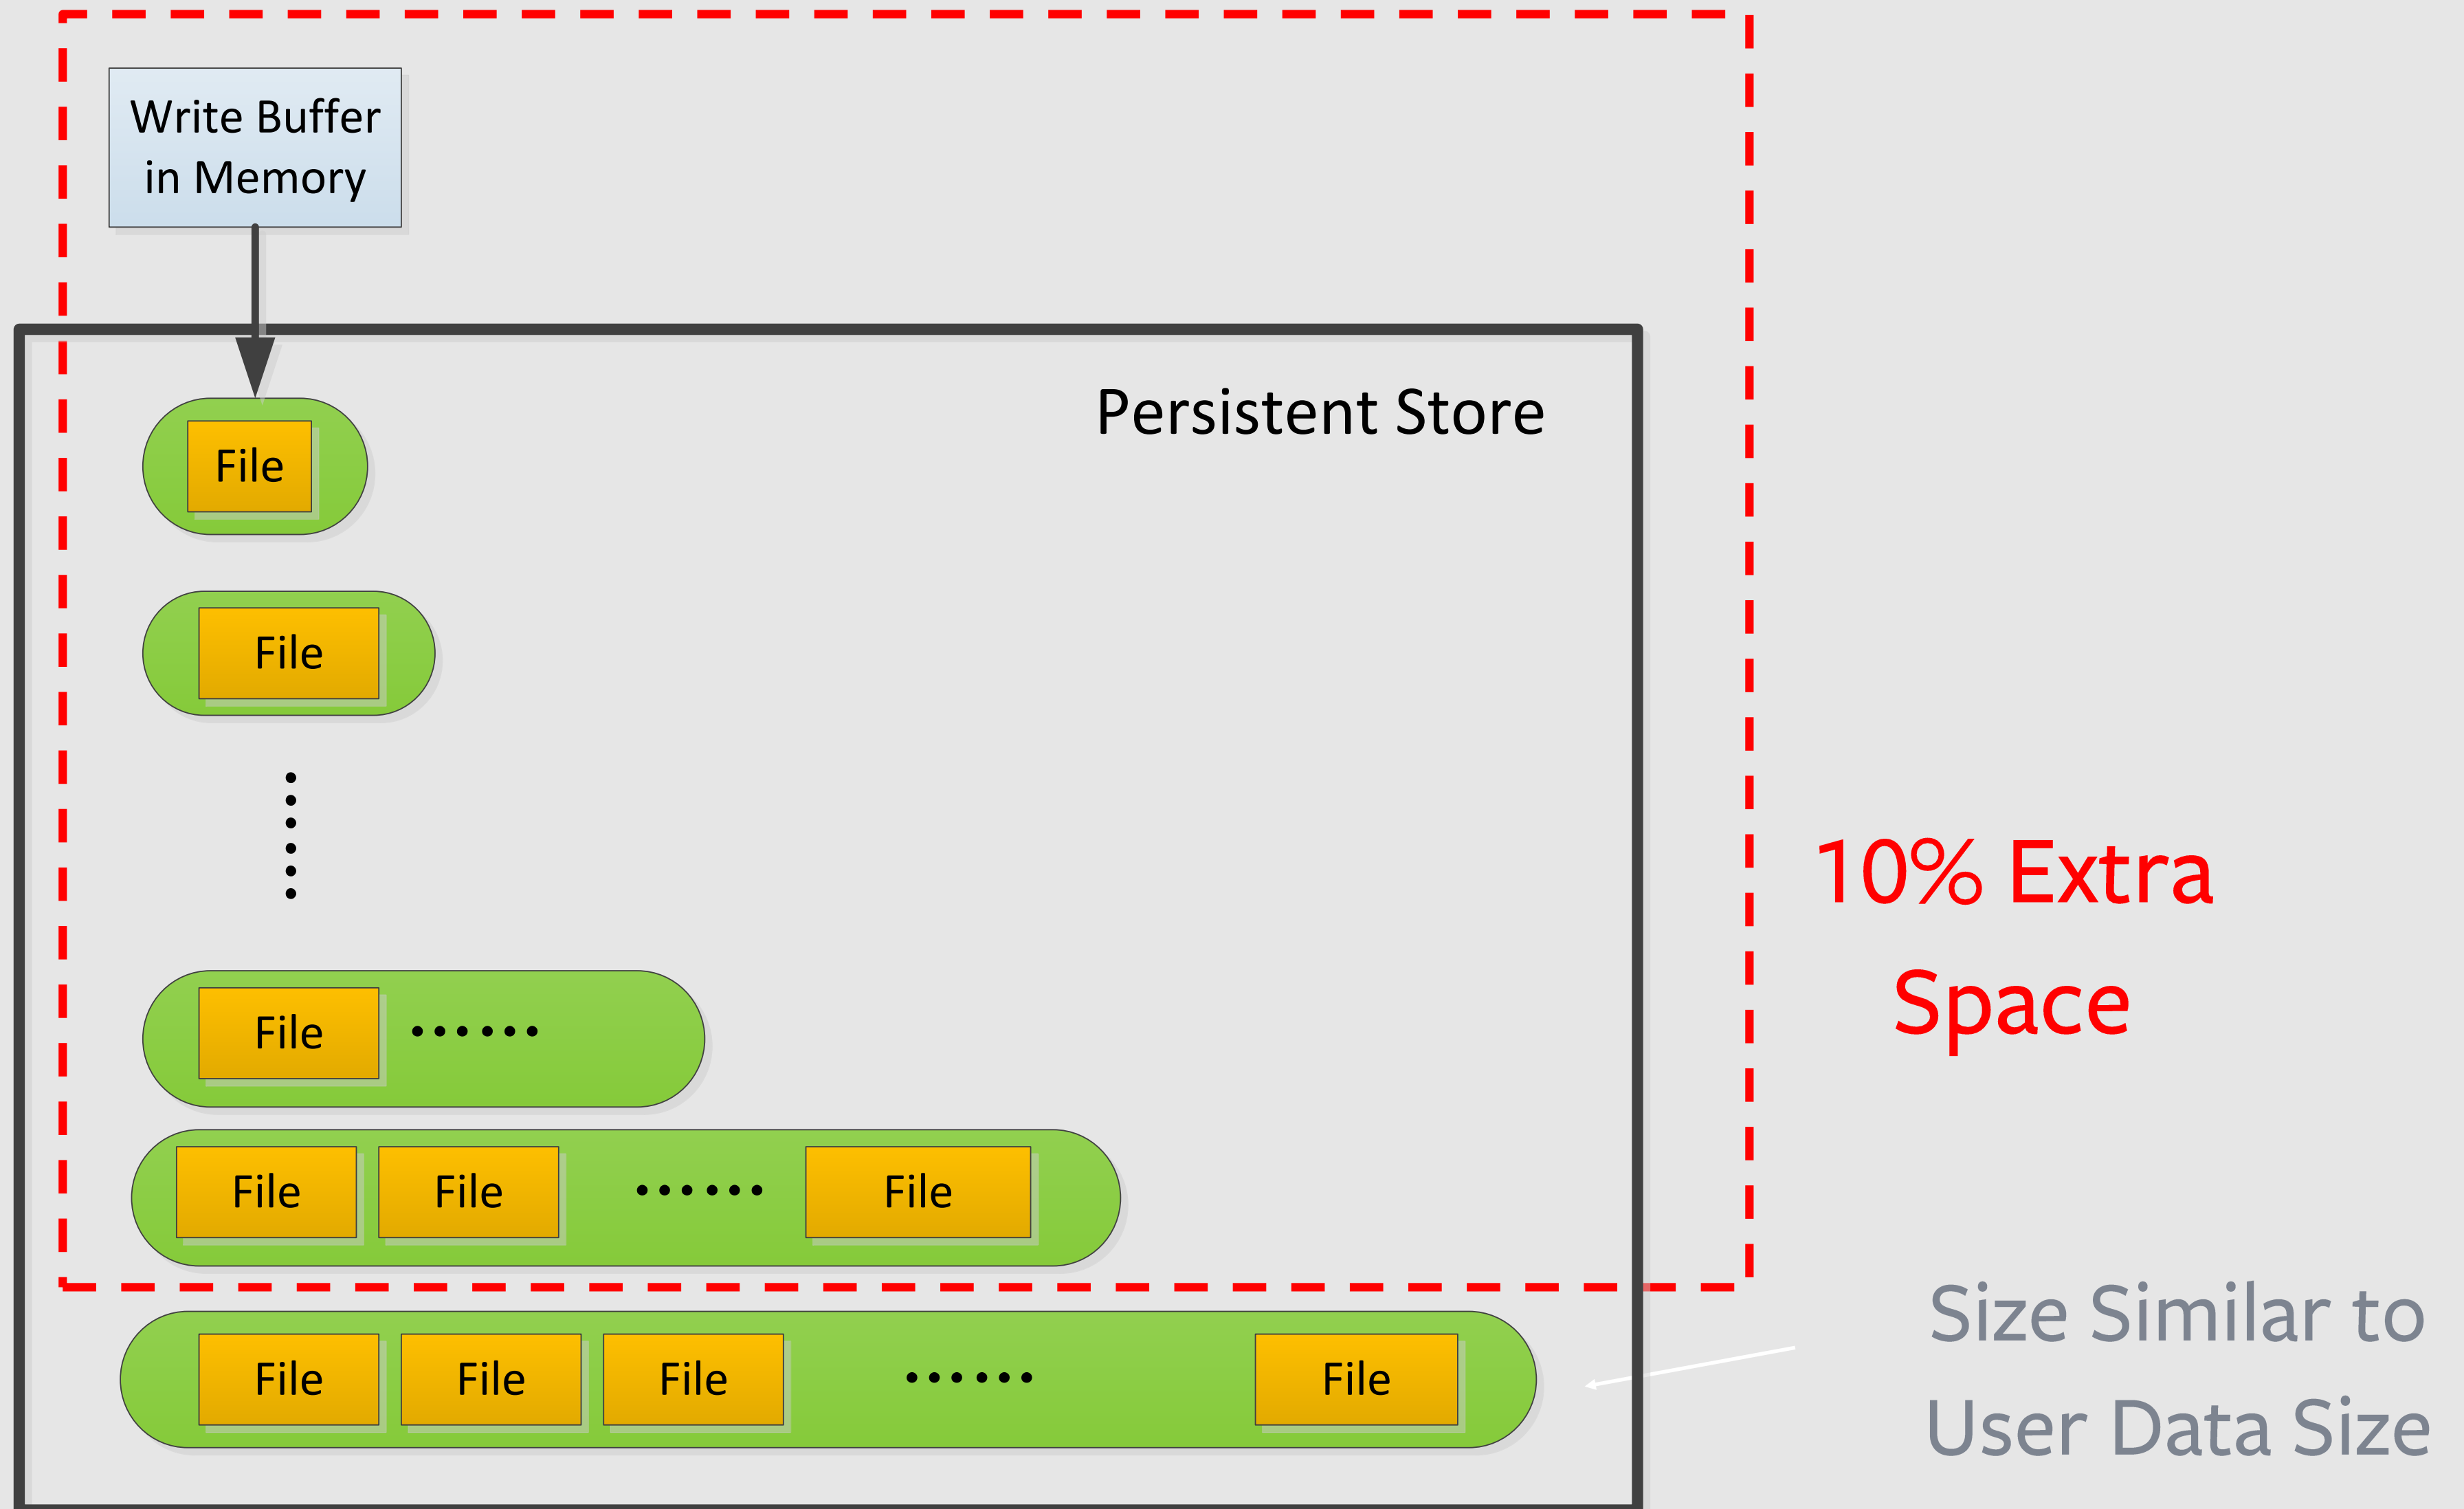 Write Buffer
in Memory
Persistent Store
File
File
10% Extra
Space
File
File File File
Size Similar to
User Data Size
File File File File